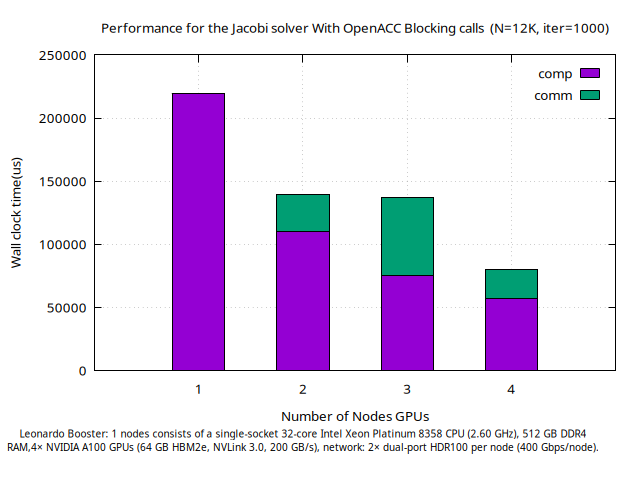 Performance for the Jacobi solver With OpenACC Blocking calls (N=12K, iter=1000)
250000
200000
150000
100000
50000
0
Wall clock time(us)
comp
comm
1 2 3 4
Number of Nodes GPUs
Leonardo Booster: 1 nodes consists of a single-socket 32-core Intel Xeon Platinum 8358 CPU (2.60 GHz), 512 GB DDR4
RAM,4× NVIDIA A100 GPUs (64 GB HBM2e, NVLink 3.0, 200 GB/s), network: 2× dual-port HDR100 per node (400 Gbps/node).